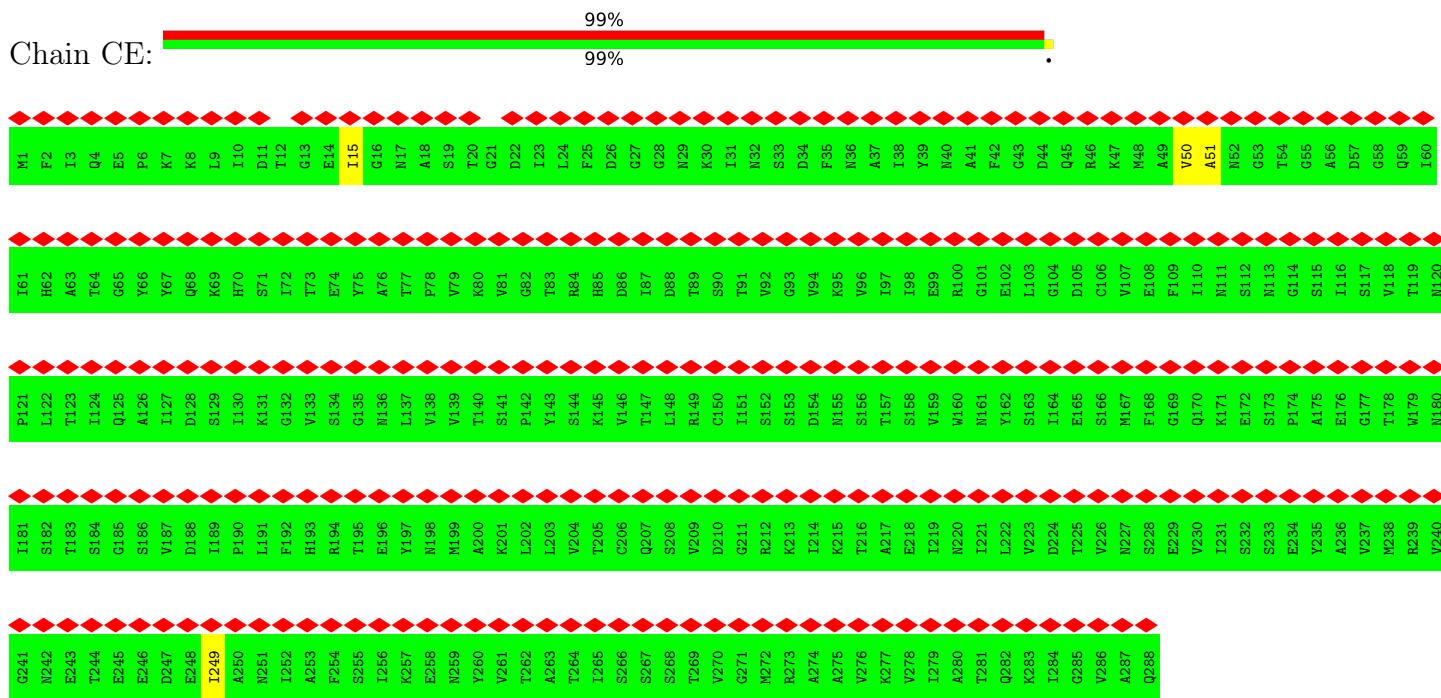 99%
Chain CE:
99%
.
M1 F2 I3 Q4 E5 P6 K7 K8 L9 I10 D11 T12 G13 E14 I15 G16 N17 A18 S19 T20 G21 D22 I23 L24 F25 D26 G27 G28 N29 K30 I31 N32 S33 D34 F35 N36 A37 I38 Y39 N40 A41 F42 G43 D44 Q45 R46 K47 M48 A49 V50 A51 N52 G53 T54 G55 A56 D57 G58 Q59 I60
I61 H62 A63 T64 G65 Y66 Y67 Q68 K69 H70 S71 I72 T73 E74 Y75 A76 T77 P78 V79 K80 V81 G82 T83 R84 H85 D86 I87 D88 T89 S90 T91 V92 G93 V94 K95 V96 I97 I98 E99 R100 G101 E102 L103 G104 D105 C106 V107 E108 F109 I110 N111 S112 N113 G114 S115 I116 S117 V118 T119 N120
P121 L122 T123 I124 Q125 A126 I127 D128 S129 I130 K131 G132 V133 S134 G135 N136 L137 V138 V139 T140 S141 P142 Y143 S144 K145 V146 T147 L148 R149 C150 I151 S152 S153 D154 N155 S156 T157 S158 V159 W160 N161 Y162 S163 I164 E165 S166 M167 F168 G169 Q170 K171 E172 S173 P174 A175 E176 G177 T178 W179 N180
I181 S182 T183 S184 G185 S186 V187 D188 I189 P190 L191 F192 H193 R194 T195 E196 Y197 N198 M199 A200 K201 L202 L203 V204 T205 C206 Q207 S208 V209 D210 G211 R212 K213 I214 K215 T216 A217 E218 I219 N220 I221 L222 V223 D224 T225 V226 N227 S228 E229 V230 I231 S232 S233 E234 Y235 A236 V237 M238 R239 V240
G241 N242 E243 T244 E245 E246 D247 E248 I249 A250 N251 I252 A253 F254 S255 I256 K257 E258 N259 Y260 V261 T262 A263 T264 I265 S266 S267 S268 T269 V270 G271 M272 R273 A274 A275 V276 K277 V278 I279 A280 T281 Q282 K283 I284 G285 V286 A287 Q288